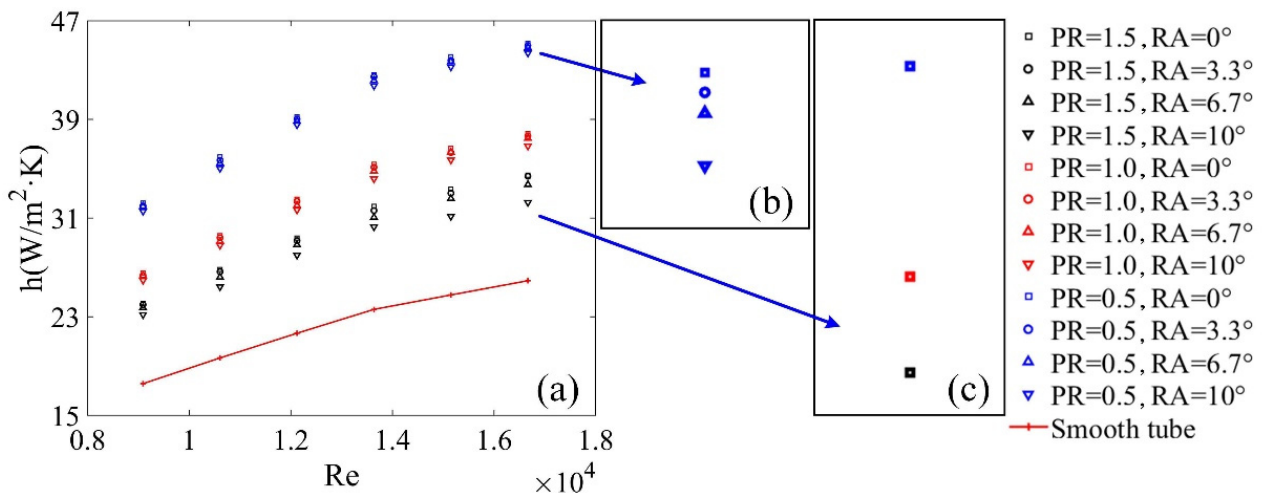 47
39
31
23
15
h(W/m²·K)
0.8
1
1.2
1.4
1.6
1.8
Re
×10⁴
(a)
(b)
(c)
PR=1.5, RA=0°
PR=1.5, RA=3.3°
PR=1.5, RA=6.7°
PR=1.5, RA=10°
PR=1.0, RA=0°
PR=1.0, RA=3.3°
PR=1.0, RA=6.7°
PR=1.0, RA=10°
PR=0.5, RA=0°
PR=0.5, RA=3.3°
PR=0.5, RA=6.7°
PR=0.5, RA=10°
Smooth tube